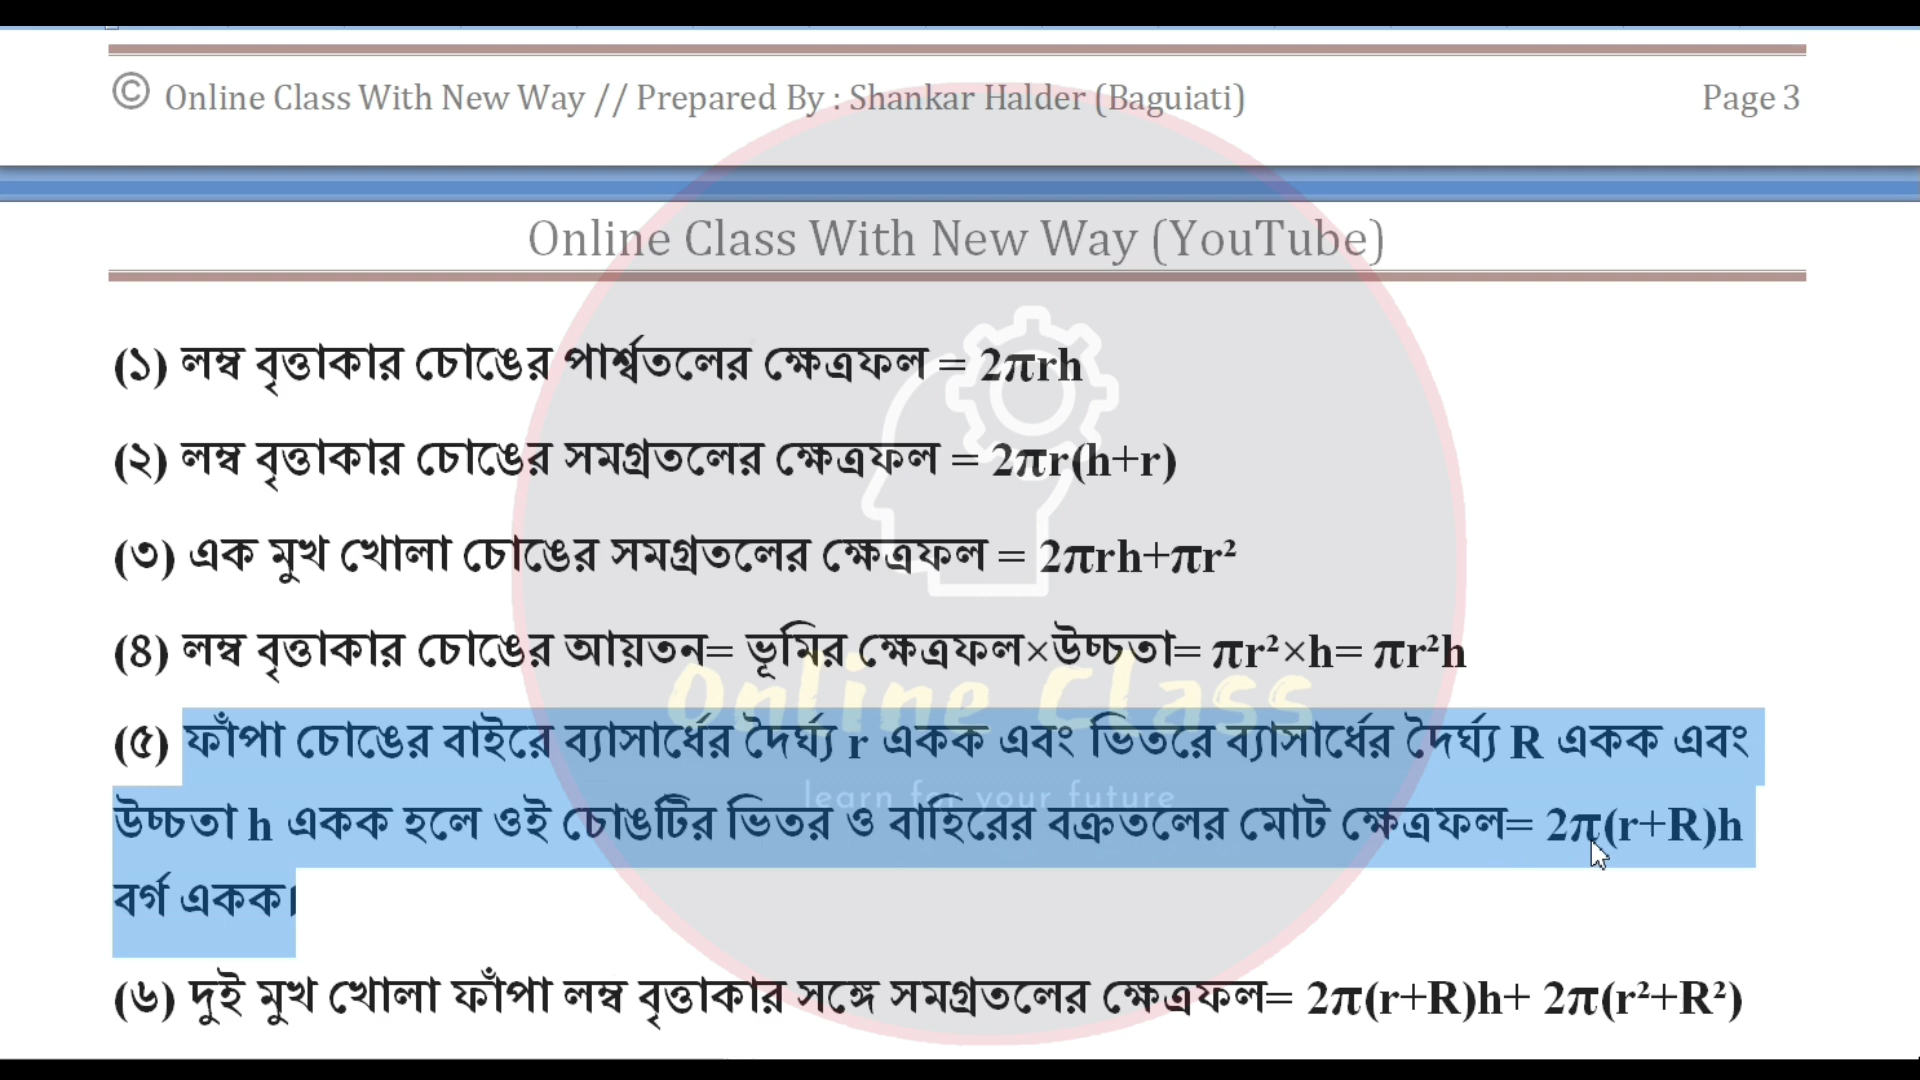 © Online Class With New Way // Prepared By : Shankar Halder (Baguiati) Page 3
Online Class With New Way (YouTube)
(১) লম্ব বৃত্তাকার চোঙের পার্শ্বতলের ক্ষেত্রফল = 2πrh
(২) লম্ব বৃত্তাকার চোঙের সমগ্রতলের ক্ষেত্রফল = 2πr(h+r)
(৩) এক মুখ খোলা চোঙের সমগ্রতলের ক্ষেত্রফল = 2πrh+πr²
(4) লম্ব বৃত্তাকার চোঙের আয়তন= ভূমির ক্ষেত্রফল×উচ্চতা= πr²×h= πr²h
Online Class
(৫) ফাঁপা চোঙের বাইরে ব্যাসার্ধের দৈর্ঘ্য r একক এবং ভিতরে ব্যাসার্ধের দৈর্ঘ্য R একক এবং
learn for your future
উচ্চতা h একক হলে ওই চোঙটির ভিতর ও বাহিরের বক্রতলের মোট ক্ষেত্রফল= 2π(r+R)h
বর্গ একক।
(৬) দুই মুখ খোলা ফাঁপা লম্ব বৃত্তাকার সঙ্গে সমগ্রতলের ক্ষেত্রফল= 2π(r+R)h+ 2π(r²+R²)